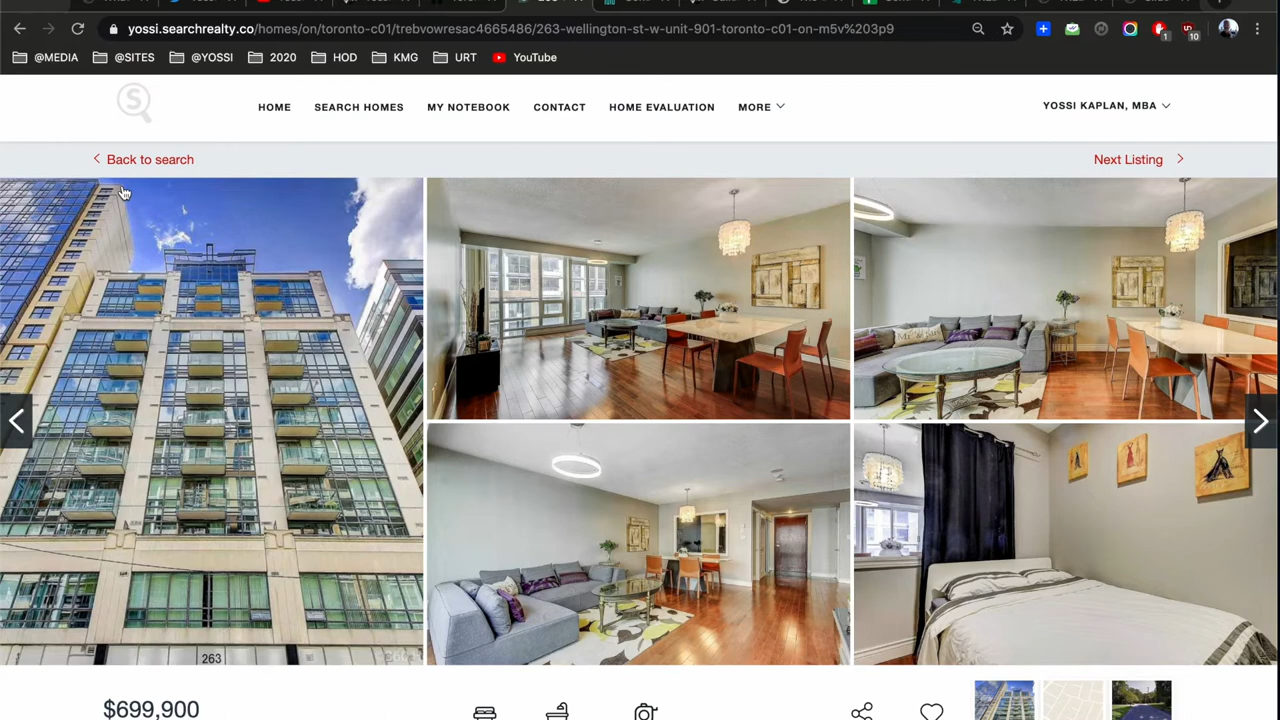 yossi.searchrealty.co/homes/on/toronto-c01/trebvowresac4665486/263-wellington-st-w-unit-901-toronto-c01-on-m5v%203p9
1
10
@MEDIA @SITES @YOSSI 2020 HOD KMG URT YouTube
S
HOME SEARCH HOMES MY NOTEBOOK CONTACT HOME EVALUATION MORE YOSSI KAPLAN, MBA
Back to search Next Listing
263
$699,900